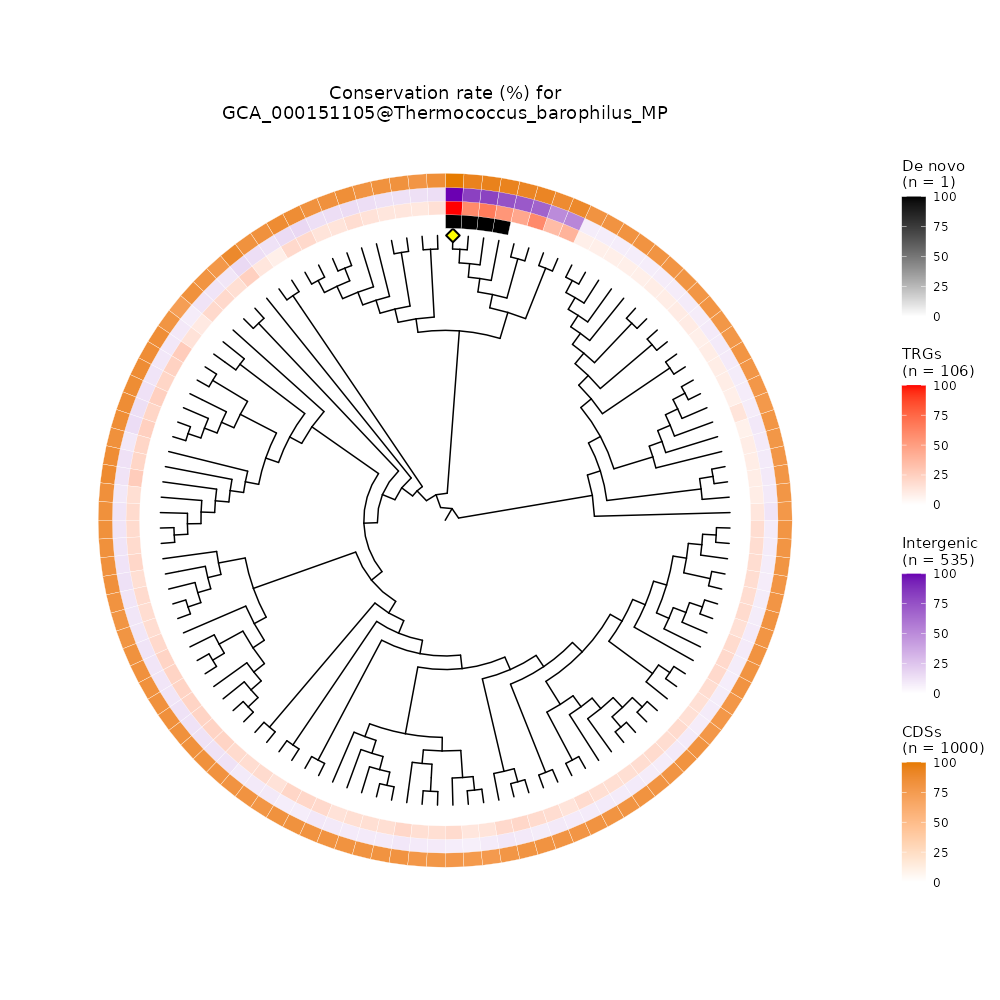 Conservation rate (%) for
GCA_000151105@Thermococcus_barophilus_MP
De novo
(n = 1)
100
75
50
25
0
TRGs
(n = 106)
100
75
50
25
0
Intergenic
(n = 535)
100
75
50
25
0
CDSs
(n = 1000)
100
75
50
25
0